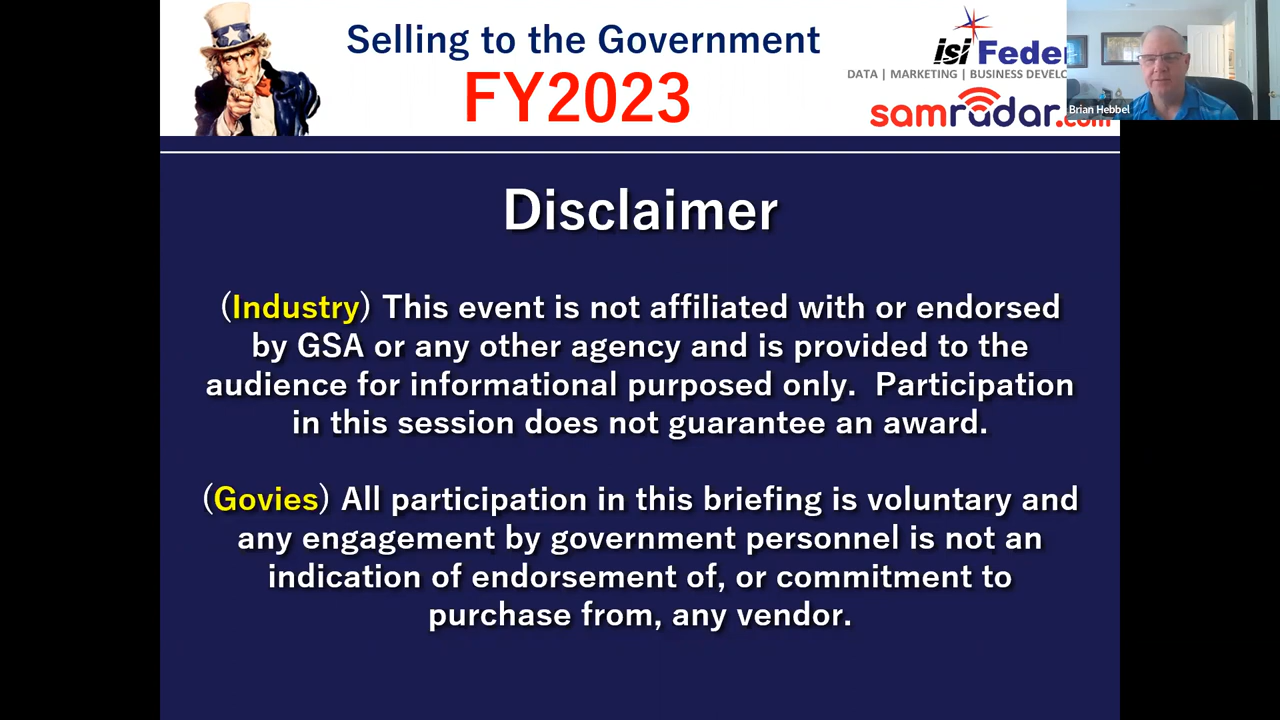 Selling to the Government
FY2023
isi Feder
DATA | MARKETING | BUSINESS DEVELO
samradar.com
Brian Hebbel
Disclaimer
(Industry) This event is not affiliated with or endorsed
by GSA or any other agency and is provided to the
audience for informational purposed only. Participation
in this session does not guarantee an award.
(Govies) All participation in this briefing is voluntary and
any engagement by government personnel is not an
indication of endorsement of, or commitment to
purchase from, any vendor.